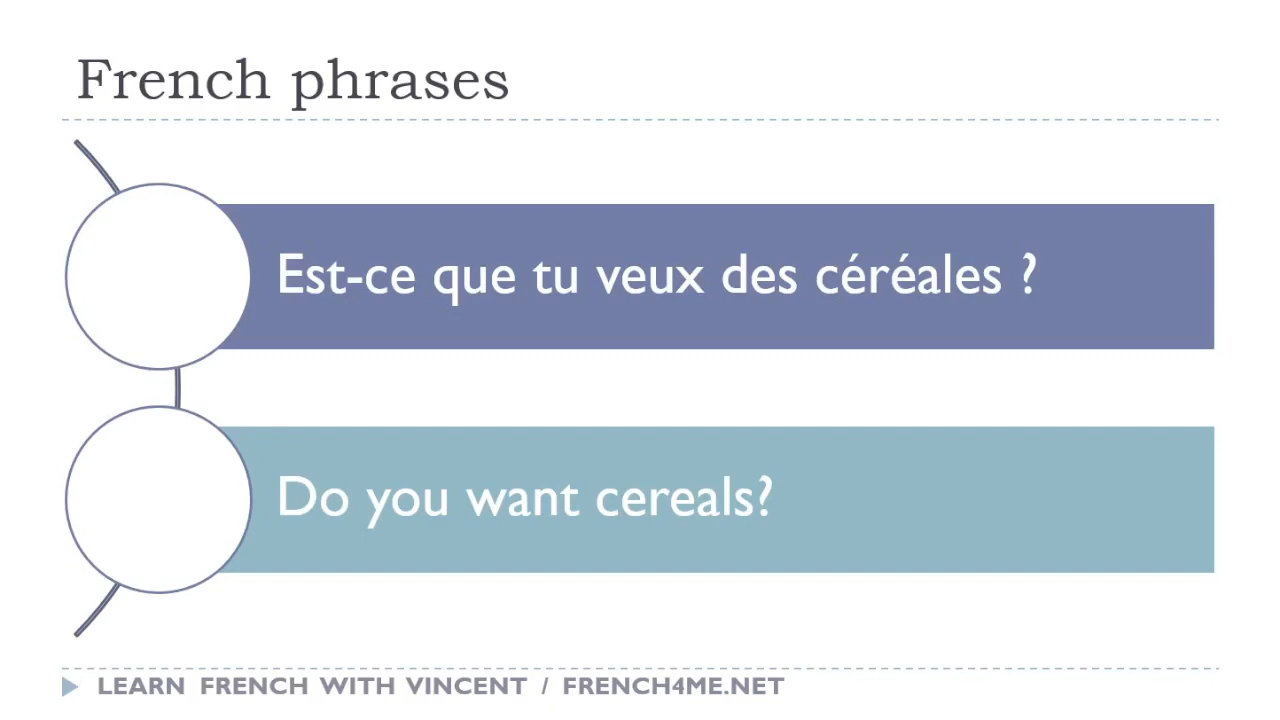 French phrases
Est-ce que tu veux des céréales ?
Do you want cereals?
LEARN FRENCH WITH VINCENT / FRENCH4ME.NET